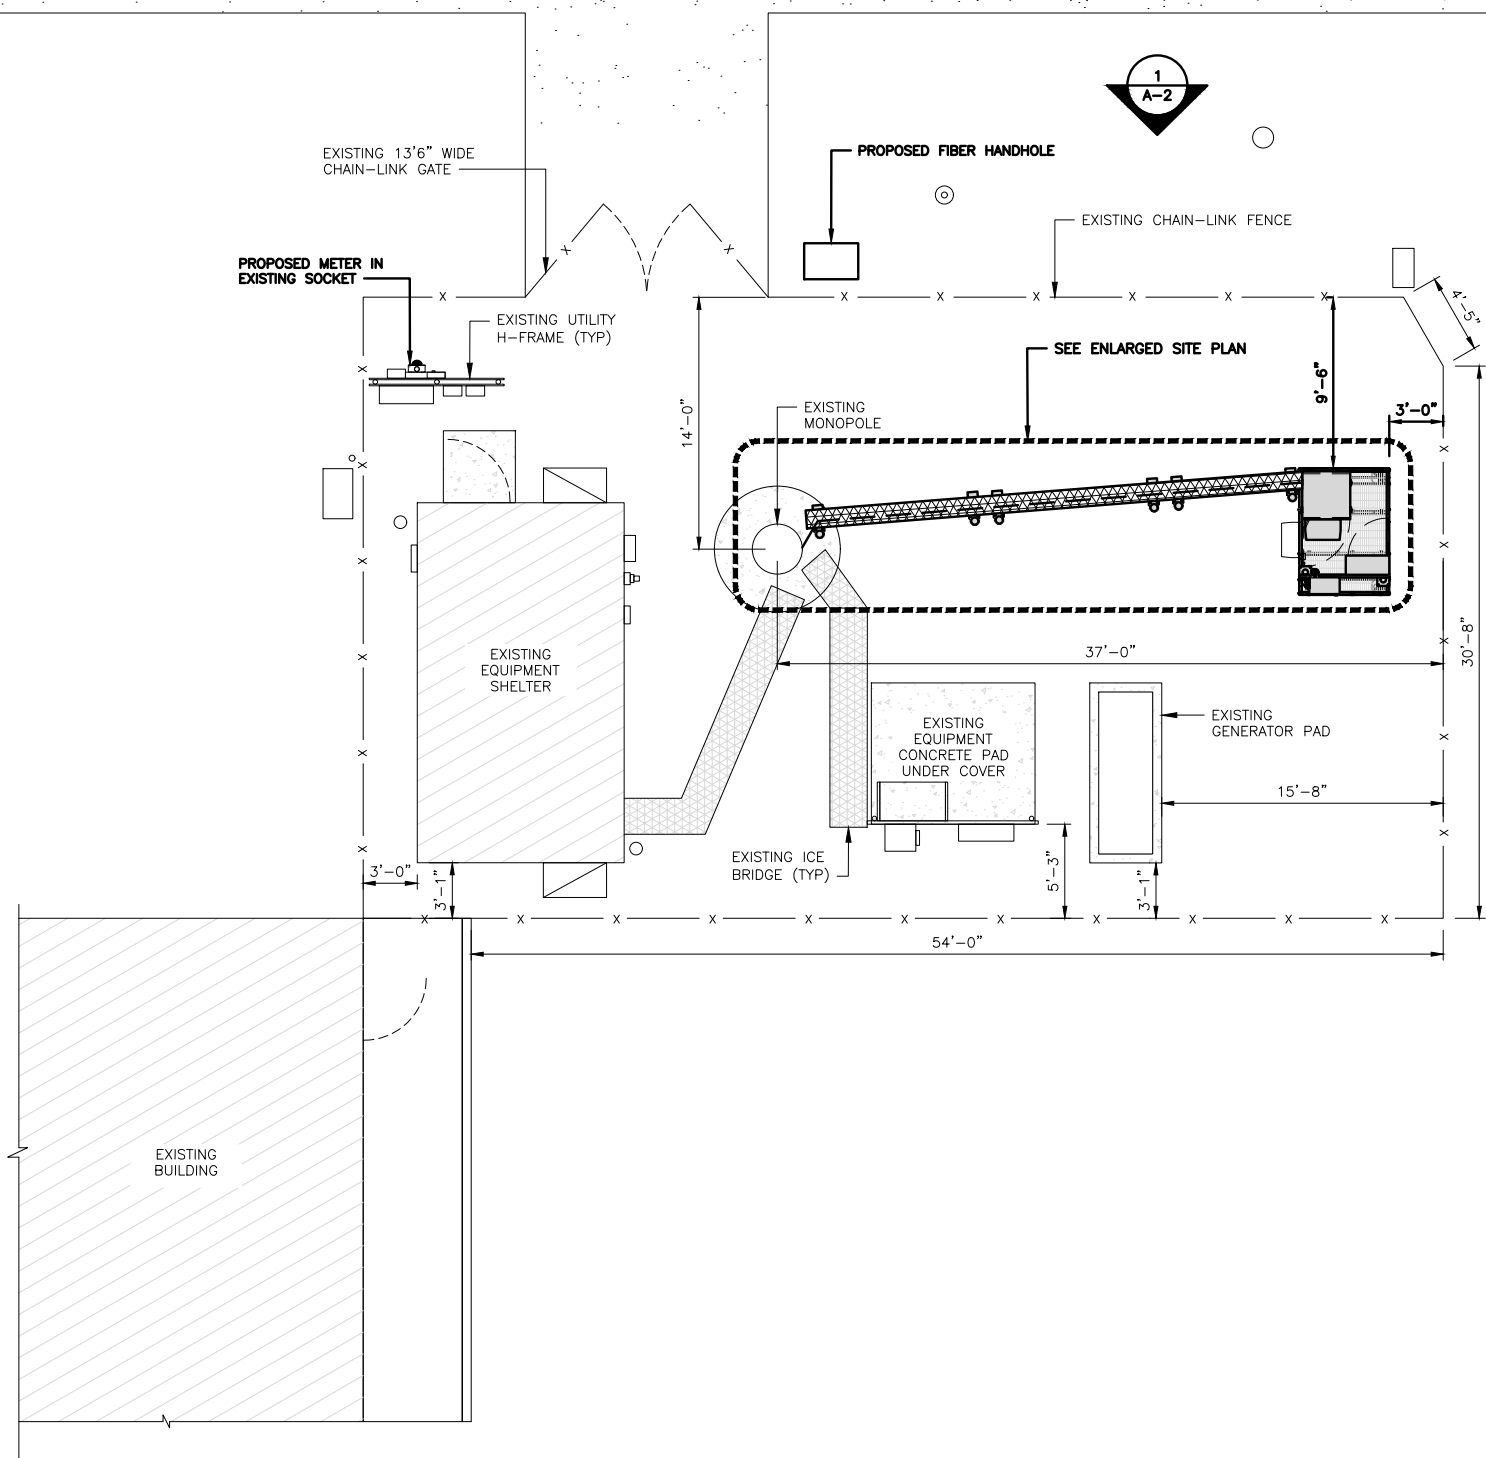 1
A-2
EXISTING 13'6" WIDE
CHAIN-LINK GATE
PROPOSED FIBER HANDHOLE
EXISTING CHAIN-LINK FENCE
PROPOSED METER IN
EXISTING SOCKET
EXISTING UTILITY
H-FRAME (TYP)
4'-5"
SEE ENLARGED SITE PLAN
9'-6"
3'-0"
14'-0"
EXISTING
MONOPOLE
EXISTING
EQUIPMENT
SHELTER
37'-0"
30'-8"
EXISTING
EQUIPMENT
CONCRETE PAD
UNDER COVER
EXISTING
GENERATOR PAD
15'-8"
EXISTING ICE
BRIDGE (TYP)
3'-0"
3'-1"
5'-3"
3'-1"
54'-0"
EXISTING
BUILDING